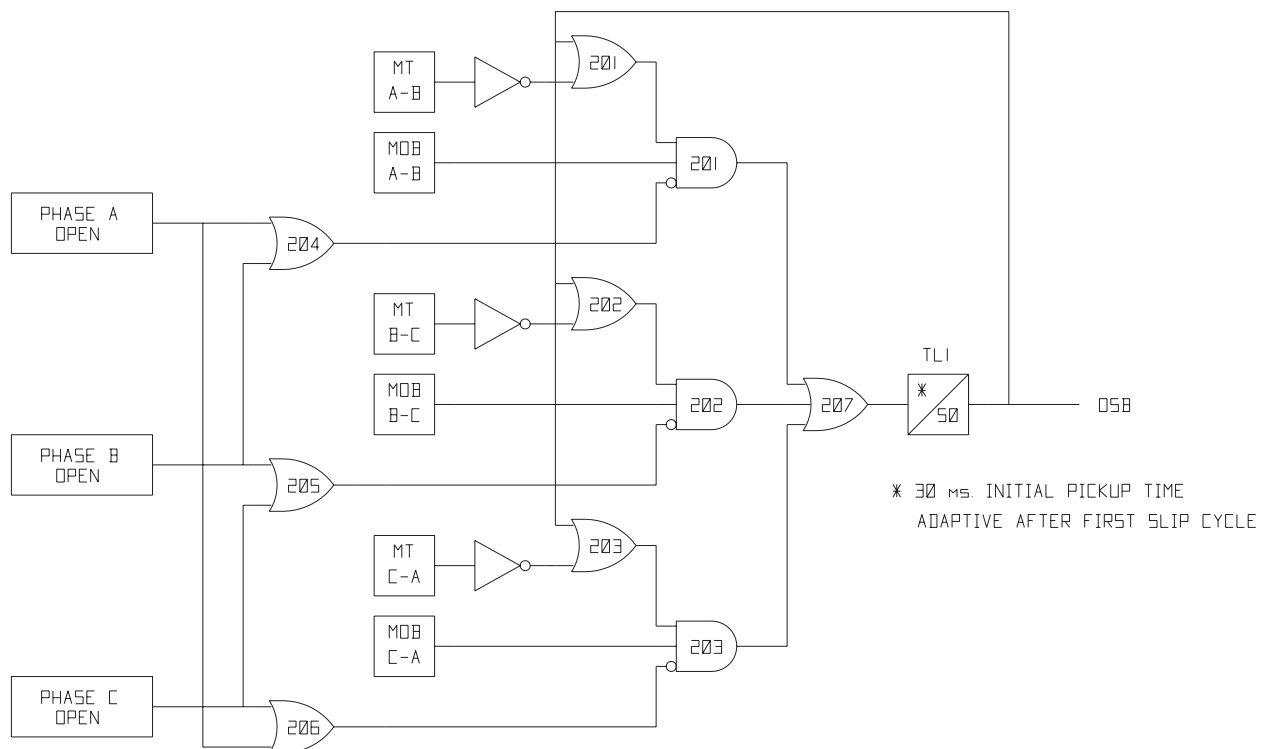 MT
A-B
201
MOB
A-B
201
PHASE A
OPEN
204
MT
B-C
202
MOB
B-C
202
TL1
*
50
207
OSB
PHASE B
OPEN
205
* 30 MS. INITIAL PICKUP TIME
ADAPTIVE AFTER FIRST SLIP CYCLE
MT
C-A
203
MOB
C-A
203
PHASE C
OPEN
206